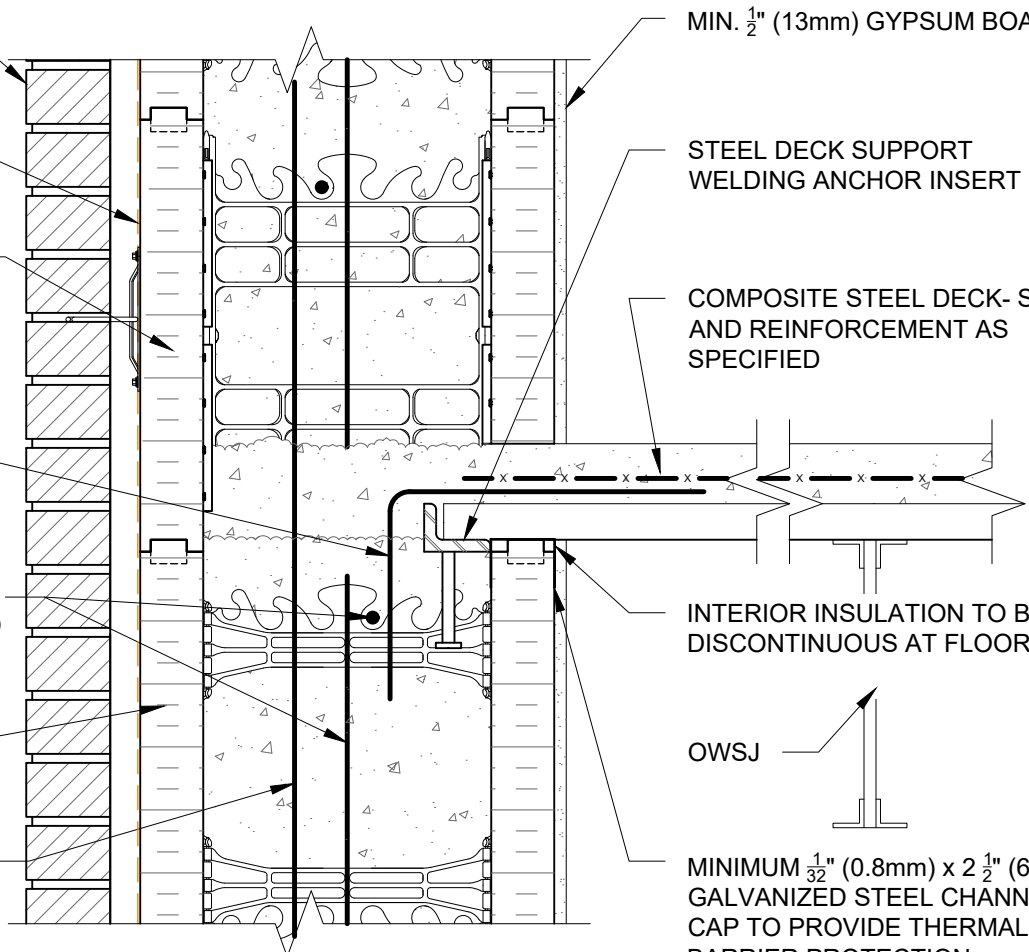 MIN. 1/2" (13mm) GYPSUM BOA
STEEL DECK SUPPORT
WELDING ANCHOR INSERT
COMPOSITE STEEL DECK- S
AND REINFORCEMENT AS
SPECIFIED
INTERIOR INSULATION TO B
DISCONTINUOUS AT FLOOR
OWSJ
MINIMUM 1/32" (0.8mm) x 2 1/2" (6
GALVANIZED STEEL CHANN
CAP TO PROVIDE THERMAL
BARRIER PROTECTION